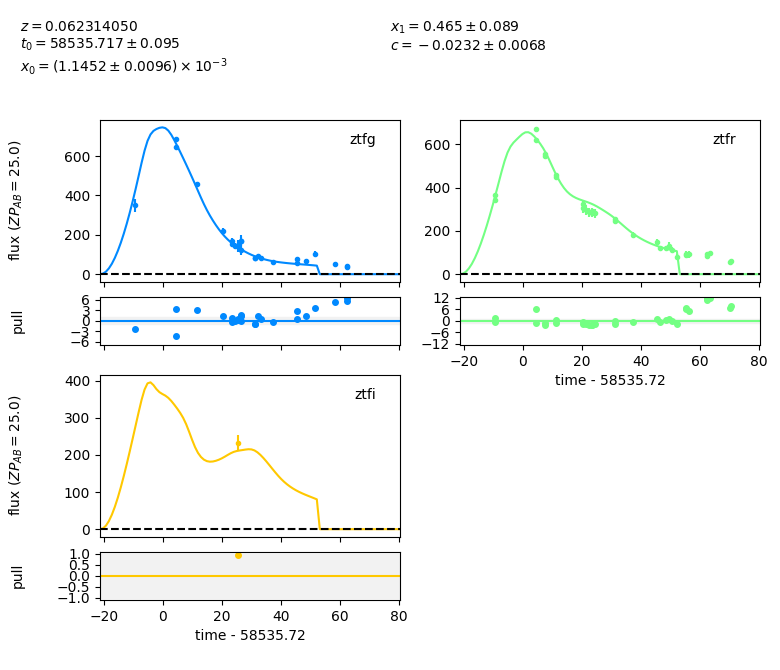 z = 0.062314050
t₀ = 58535.717 ± 0.095
x₀ = (1.1452 ± 0.0096) × 10⁻³
x₁ = 0.465 ± 0.089
c = −0.0232 ± 0.0068
flux (ZP_AB = 25.0)
600
400
200
0
ztfg
600
400
200
0
ztfr
pull
6
3
0
−3
−6
12
6
0
−6
−12
−20 0 20 40 60 80
time - 58535.72
flux (ZP_AB = 25.0)
400
300
200
100
0
ztfi
pull
1.0
0.5
0.0
−0.5
−1.0
−20 0 20 40 60 80
time - 58535.72